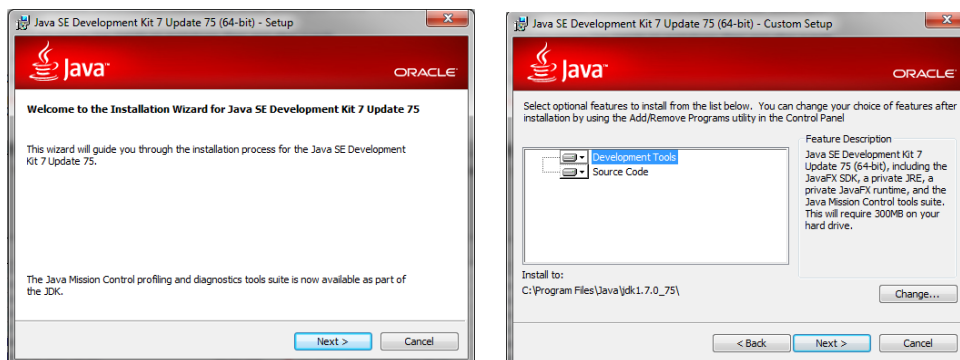 Java SE Development Kit 7 Update 75 (64-bit) - Setup
Java™
ORACLE®
Welcome to the Installation Wizard for Java SE Development Kit 7 Update 75
This wizard will guide you through the installation process for the Java SE Development
Kit 7 Update 75.
The Java Mission Control profiling and diagnostics tools suite is now available as part of
the JDK.
Next >
Cancel
Java SE Development Kit 7 Update 75 (64-bit) - Custom Setup
Java™
ORACLE®
Select optional features to install from the list below. You can change your choice of features after
installation by using the Add/Remove Programs utility in the Control Panel
Development Tools
Source Code
Feature Description
Java SE Development Kit 7
Update 75 (64-bit), including the
JavaFX SDK, a private JRE, a
private JavaFX runtime, and the
Java Mission Control tools suite.
This will require 300MB on your
hard drive.
Install to:
C:\Program Files\Java\jdk1.7.0_75\
Change...
< Back
Next >
Cancel